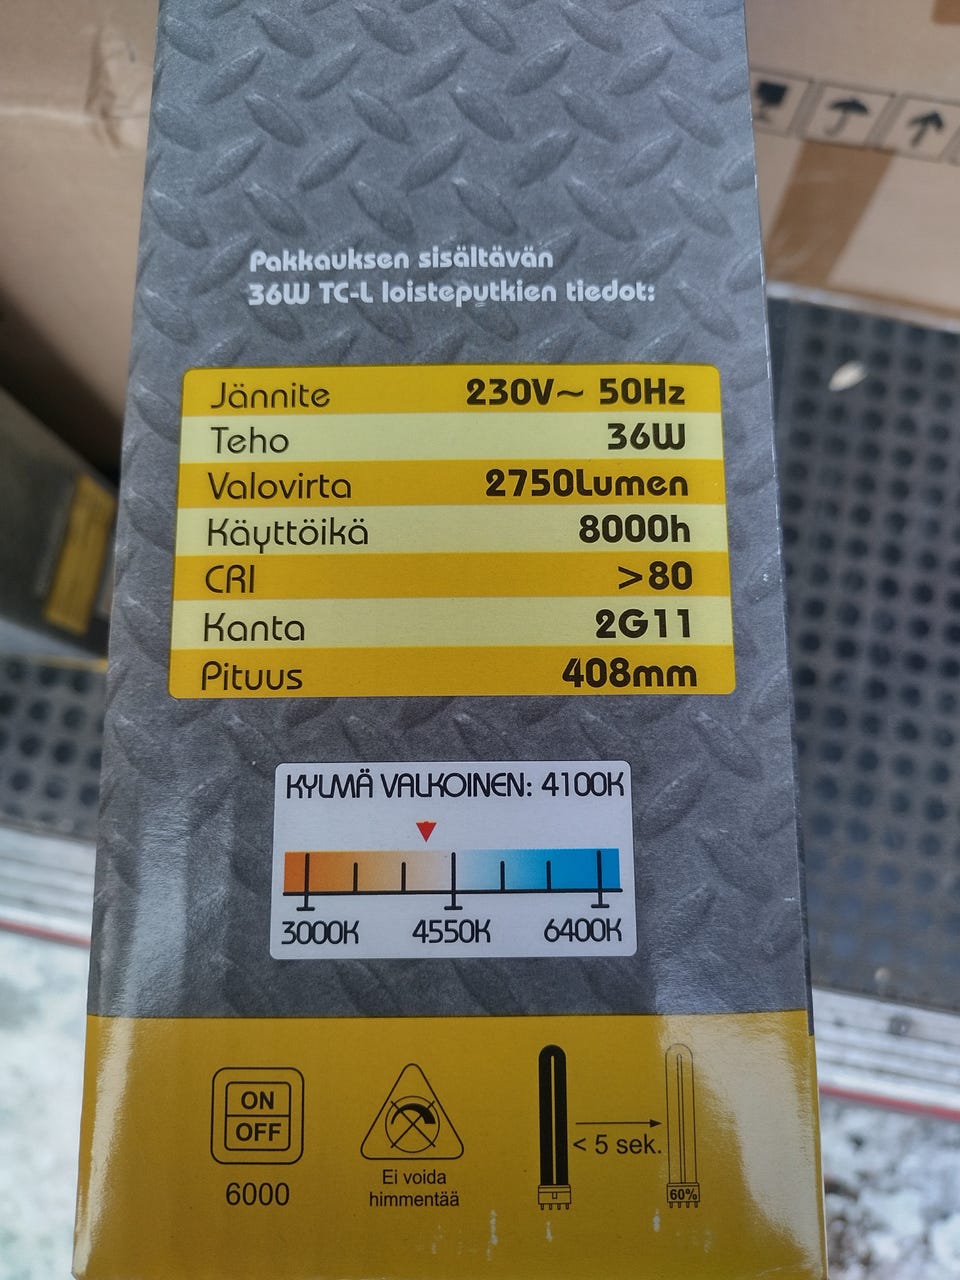 Pakkauksen sisältävän
36W TC-L loisteputkien tiedot:
Jännite 230V~ 50Hz
Teho 36W
Valovirta 2750Lumen
Käyttöikä 8000h
CRI >80
Kanta 2G11
Pituus 408mm
KYLMÄ VALKOINEN: 4100K
3000K 4550K 6400K
ON
OFF
6000
Ei voida
himmentää
< 5 sek.
60%